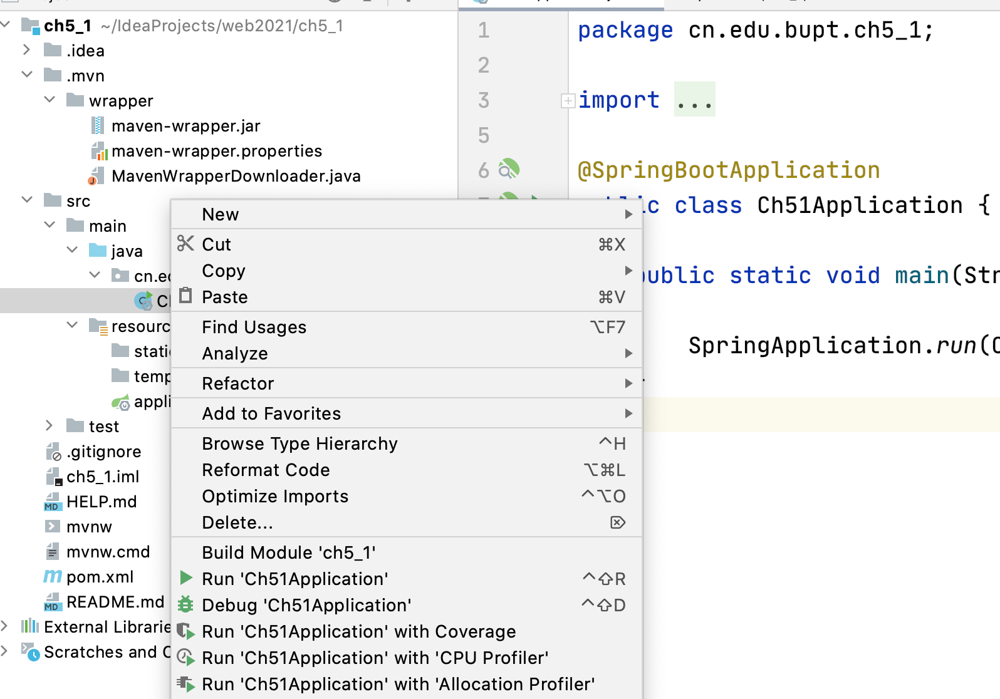 ch5_1 ~/IdeaProjects/web2021/ch5_1
.idea
.mvn
wrapper
maven-wrapper.jar
maven-wrapper.properties
MavenWrapperDownloader.java
src
main
java
cn.e
C
resourc
stati
temp
appli
test
.gitignore
ch5_1.iml
HELP.md
mvnw
mvnw.cmd
pom.xml
README.md
External Librarie
Scratches and C
New
Cut ⌘X
Copy
Paste ⌘V
Find Usages ⌥F7
Analyze
Refactor
Add to Favorites
Browse Type Hierarchy ^H
Reformat Code ⌥⌘L
Optimize Imports ^⌥O
Delete... ⌦
Build Module 'ch5_1'
Run 'Ch51Application' ^⇧R
Debug 'Ch51Application' ^⇧D
Run 'Ch51Application' with Coverage
Run 'Ch51Application' with 'CPU Profiler'
Run 'Ch51Application' with 'Allocation Profiler'
1 package cn.edu.bupt.ch5_1;
2
3 import ...
5
6 @SpringBootApplication
lic class Ch51Application {
public static void main(Str
SpringApplication.run(C